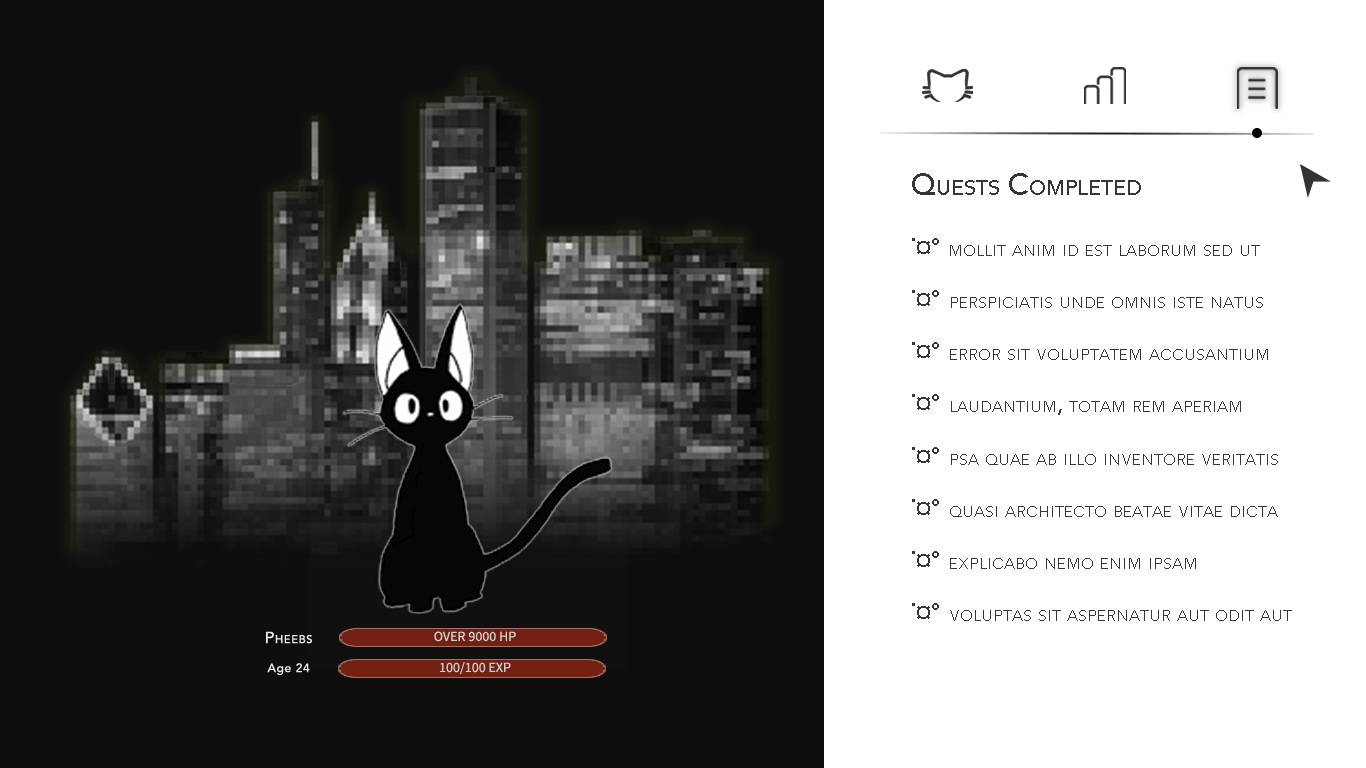 Quests Completed
¨¤° mollit anim id est laborum sed ut
¨¤° perspiciatis unde omnis iste natus
¨¤° error sit voluptatem accusantium
¨¤° laudantium, totam rem aperiam
¨¤° psa quae ab illo inventore veritatis
¨¤° quasi architecto beatae vitae dicta
¨¤° explicabo nemo enim ipsam
¨¤° voluptas sit aspernatur aut odit aut
Pheebs OVER 9000 HP
Age 24 100/100 EXP